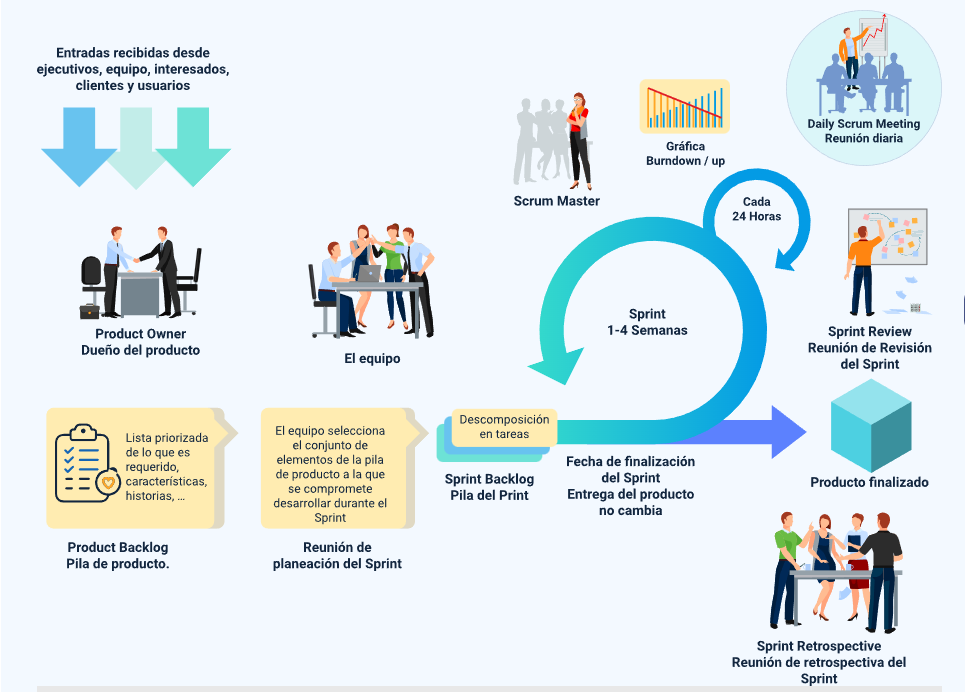 Entradas recibidas desde
ejecutivos, equipo, interesados,
clientes y usuarios
Product Owner
Dueño del producto
El equipo
Scrum Master
Gráfica
Burndown / up
Daily Scrum Meeting
Reunión diaria
Cada
24 Horas
Sprint
1-4 Semanas
Sprint Review
Reunión de Revisión
del Sprint
Lista priorizada
de lo que es
requerido,
características,
historias, ...
Product Backlog
Pila de producto.
El equipo selecciona
el conjunto de
elementos de la pila
de producto a la que
se compromete
desarrollar durante el
Sprint
Reunión de
planeación del Sprint
Descomposición
en tareas
Sprint Backlog
Pila del Print
Fecha de finalización
del Sprint
Entrega del producto
no cambia
Producto finalizado
Sprint Retrospective
Reunión de retrospectiva del
Sprint